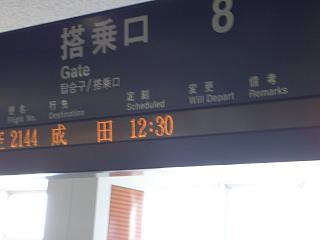 搭乗口 8
Gate
탑승구/搭乘口
便名 行先 定刻 変更 備考
Flight No. Destination Scheduled Will Depart Remarks
2144 成田 12:30